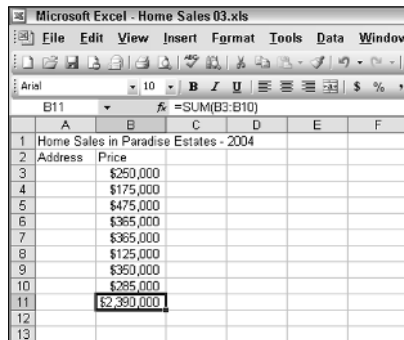 Microsoft Excel - Home Sales 03.xls
File Edit View Insert Format Tools Data Window
Arial 10 B I U $ % ,
B11 fx =SUM(B3:B10)
A B C D E F
1 Home Sales in Paradise Estates - 2004
2 Address Price
3 $250,000
4 $175,000
5 $475,000
6 $365,000
7 $365,000
8 $125,000
9 $350,000
10 $285,000
11 $2,390,000
12
13